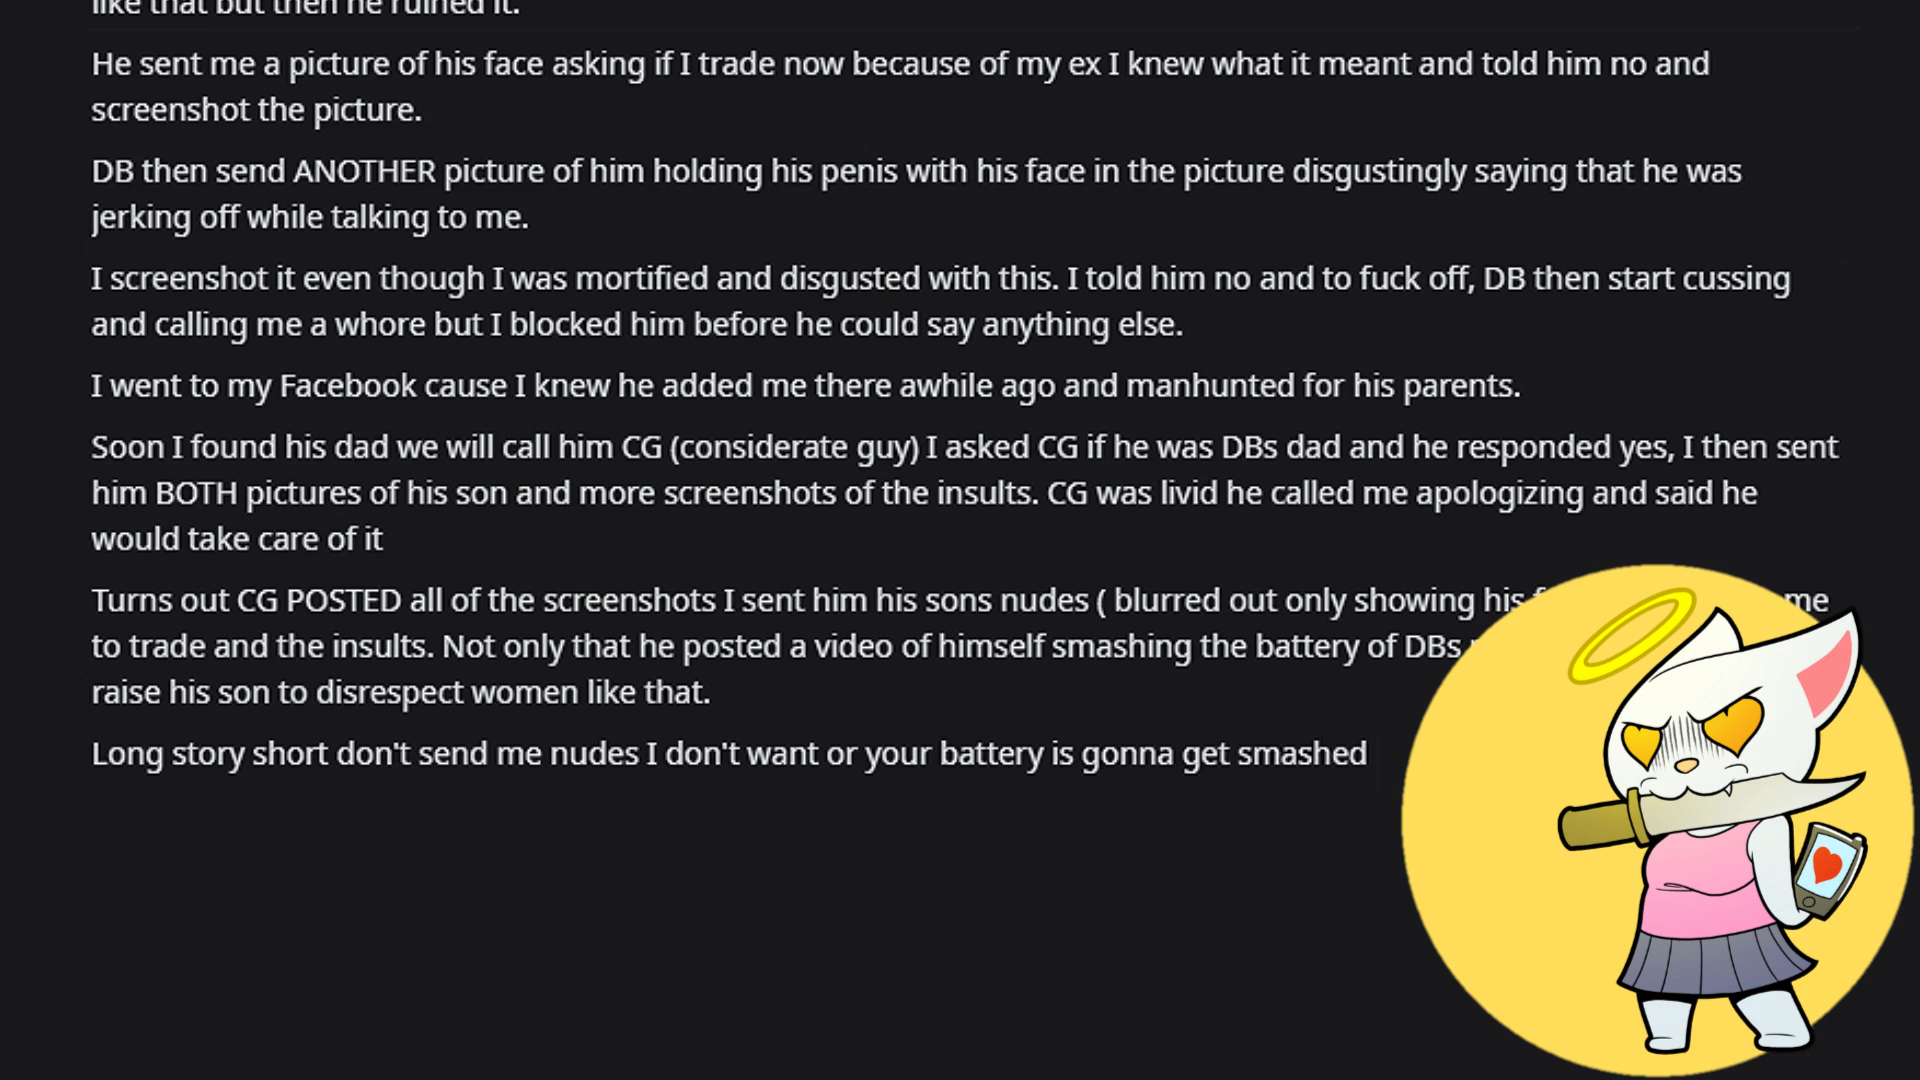 like that but then he ruined it.
He sent me a picture of his face asking if I trade now because of my ex I knew what it meant and told him no and
screenshot the picture.
DB then send ANOTHER picture of him holding his penis with his face in the picture disgustingly saying that he was
jerking off while talking to me.
I screenshot it even though I was mortified and disgusted with this. I told him no and to fuck off, DB then start cussing
and calling me a whore but I blocked him before he could say anything else.
I went to my Facebook cause I knew he added me there awhile ago and manhunted for his parents.
Soon I found his dad we will call him CG (considerate guy) I asked CG if he was DBs dad and he responded yes, I then sent
him BOTH pictures of his son and more screenshots of the insults. CG was livid he called me apologizing and said he
would take care of it
Turns out CG POSTED all of the screenshots I sent him his sons nudes ( blurred out only showing his me
to trade and the insults. Not only that he posted a video of himself smashing the battery of DBs
raise his son to disrespect women like that.
Long story short don't send me nudes I don't want or your battery is gonna get smashed